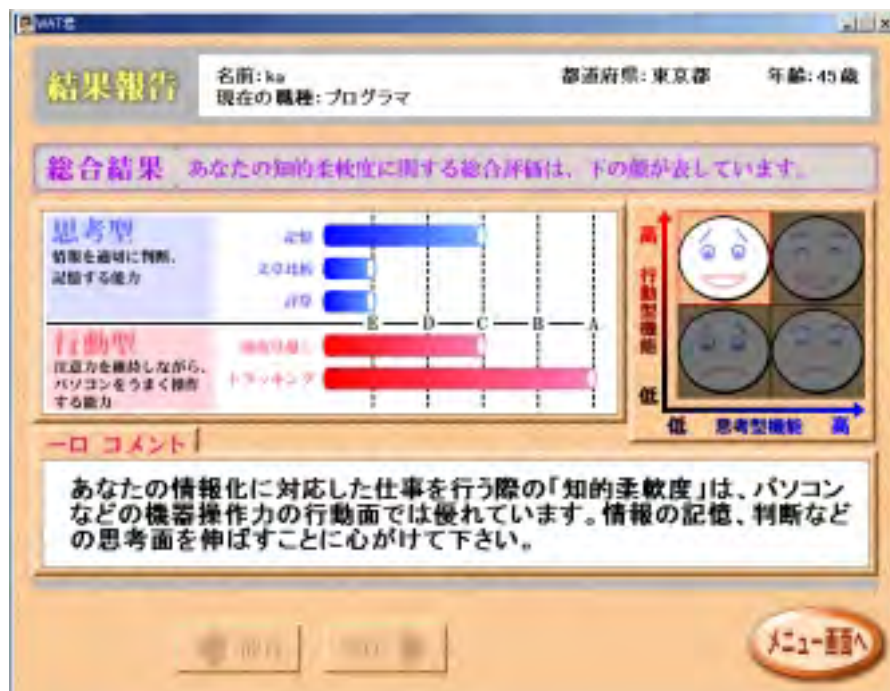 WAT君
結果報告
名前:ka
都道府県:東京都
年齢:45歳
現在の職種:プログラマ
総合結果 あなたの知的柔軟度に関する総合評価は、下の顔が表しています。
思考型
情報を適切に判断、
記憶する能力
記憶
計算
E D C B A
行動型
注意力を維持しながら、
パソコンをうまく操作
する能力
トラッキング
高
行動型機能
低
低 思考型機能 高
一口 コメント
あなたの情報化に対応した仕事を行う際の「知的柔軟度」は、パソコン
などの機器操作力の行動面では優れています。情報の記憶、判断など
の思考面を伸ばすことに心がけて下さい。
メニュー画面へ